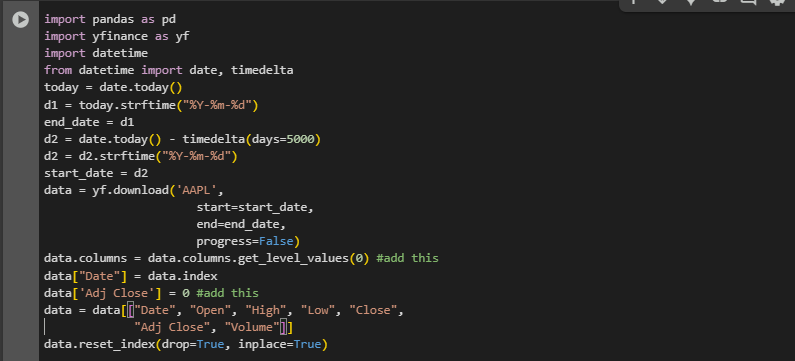 import pandas as pd
import yfinance as yf
import datetime
from datetime import date, timedelta
today = date.today()
d1 = today.strftime("%Y-%m-%d")
end_date = d1
d2 = date.today() - timedelta(days=5000)
d2 = d2.strftime("%Y-%m-%d")
start_date = d2
data = yf.download('AAPL',
                      start=start_date,
                      end=end_date,
                      progress=False)
data.columns = data.columns.get_level_values(0) #add this
data["Date"] = data.index
data['Adj Close'] = 0 #add this
data = data[["Date", "Open", "High", "Low", "Close",
             "Adj Close", "Volume"]]
data.reset_index(drop=True, inplace=True)